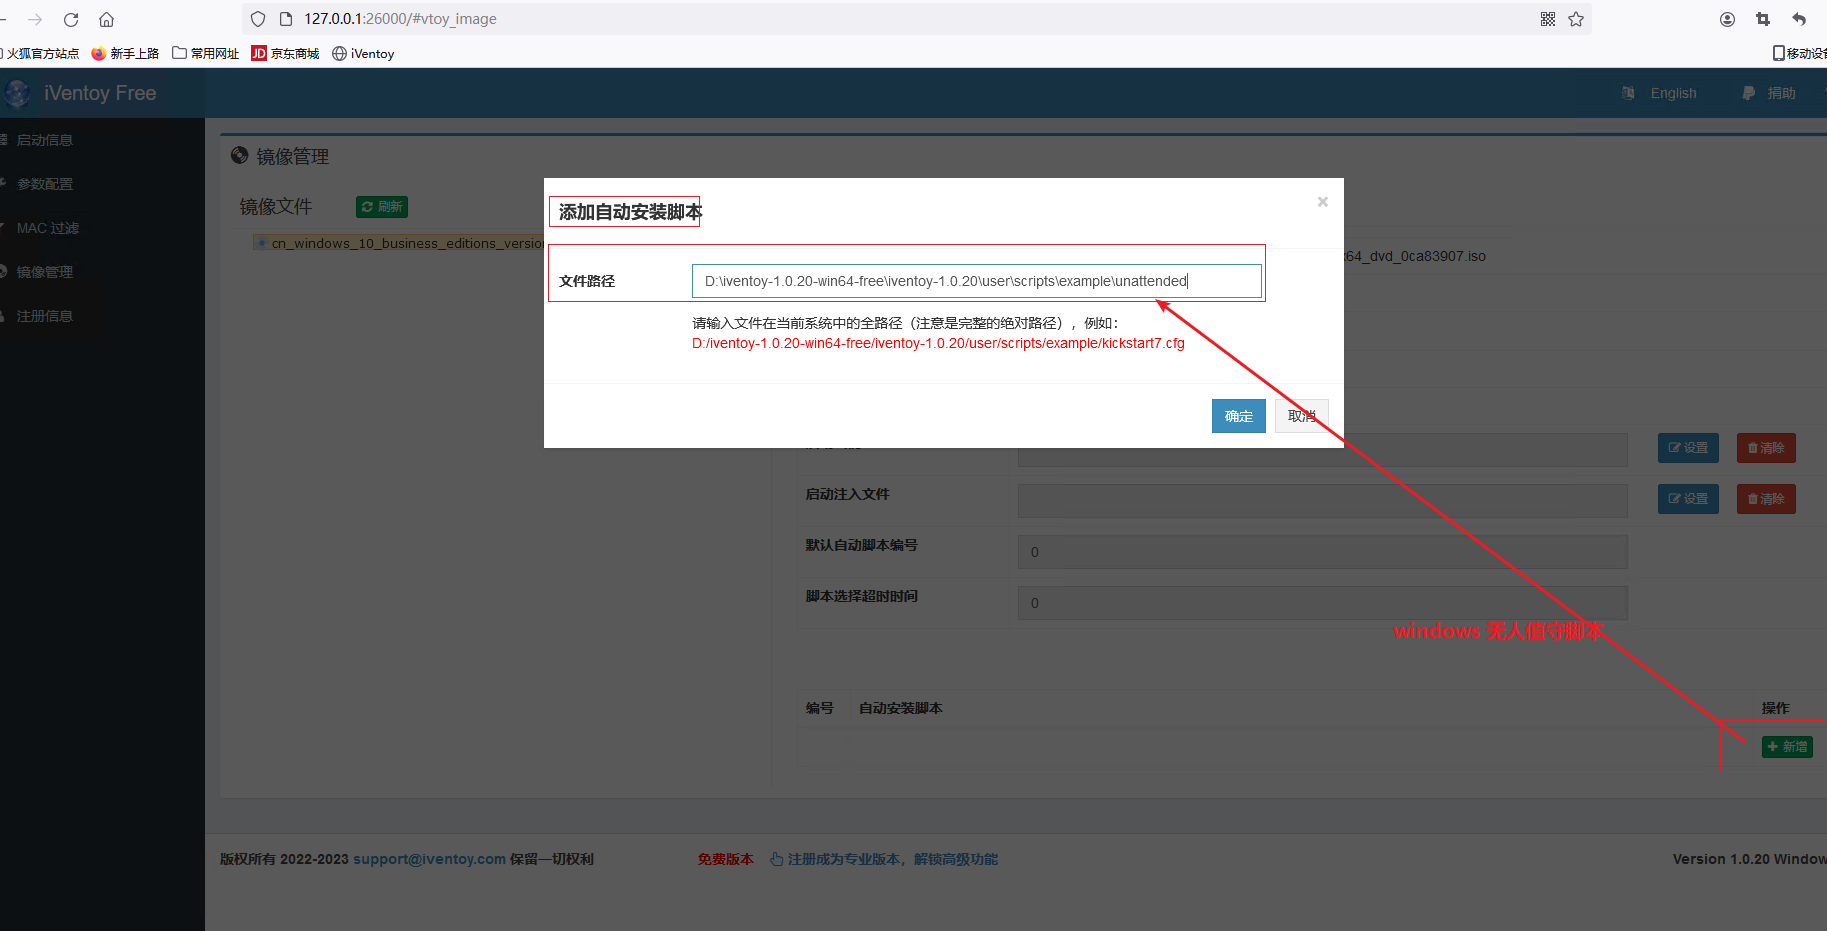 127.0.0.1:26000/#vtoy_image
火狐官方站点
新手上路
常用网址
JD 京东商城
iVentoy
移动设
iVentoy Free
English
捐助
启动信息
参数配置
MAC 过滤
镜像管理
注册信息
镜像管理
镜像文件
刷新
cn_windows_10_business_editions_version
64_dvd_0ca83907.iso
添加自动安装脚本
文件路径
D:\iventoy-1.0.20-win64-free\iventoy-1.0.20\user\scripts\example\unattended
请输入文件在当前系统中的全路径（注意是完整的绝对路径），例如：
D:/iventoy-1.0.20-win64-free/iventoy-1.0.20/user/scripts/example/kickstart7.cfg
确定
取消
设置
清除
启动注入文件
设置
清除
默认自动脚本编号
0
脚本选择超时时间
0
windows 无人值守脚本
编号
自动安装脚本
操作
新增
版权所有 2022-2023 support@iventoy.com 保留一切权利
免费版本
注册成为专业版本，解锁高级功能
Version 1.0.20 Window